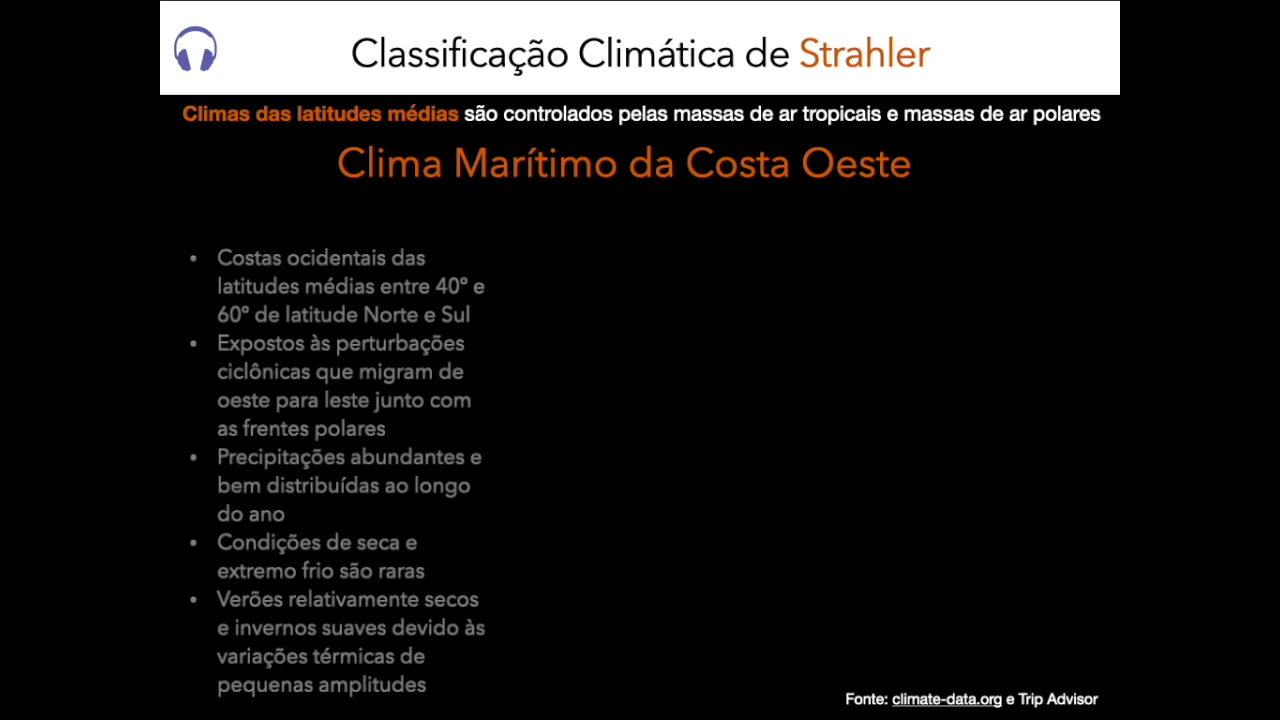 Classificação Climática de Strahler
Climas das latitudes médias são controlados pelas massas de ar tropicais e massas de ar polares
Clima Marítimo da Costa Oeste
• Costas ocidentais das
latitudes médias entre 40º e
60º de latitude Norte e Sul
• Expostos às perturbações
ciclônicas que migram de
oeste para leste junto com
as frentes polares
• Precipitações abundantes e
bem distribuídas ao longo
do ano
• Condições de seca e
extremo frio são raras
• Verões relativamente secos
e invernos suaves devido às
variações térmicas de
pequenas amplitudes
Fonte: climate-data.org e Trip Advisor